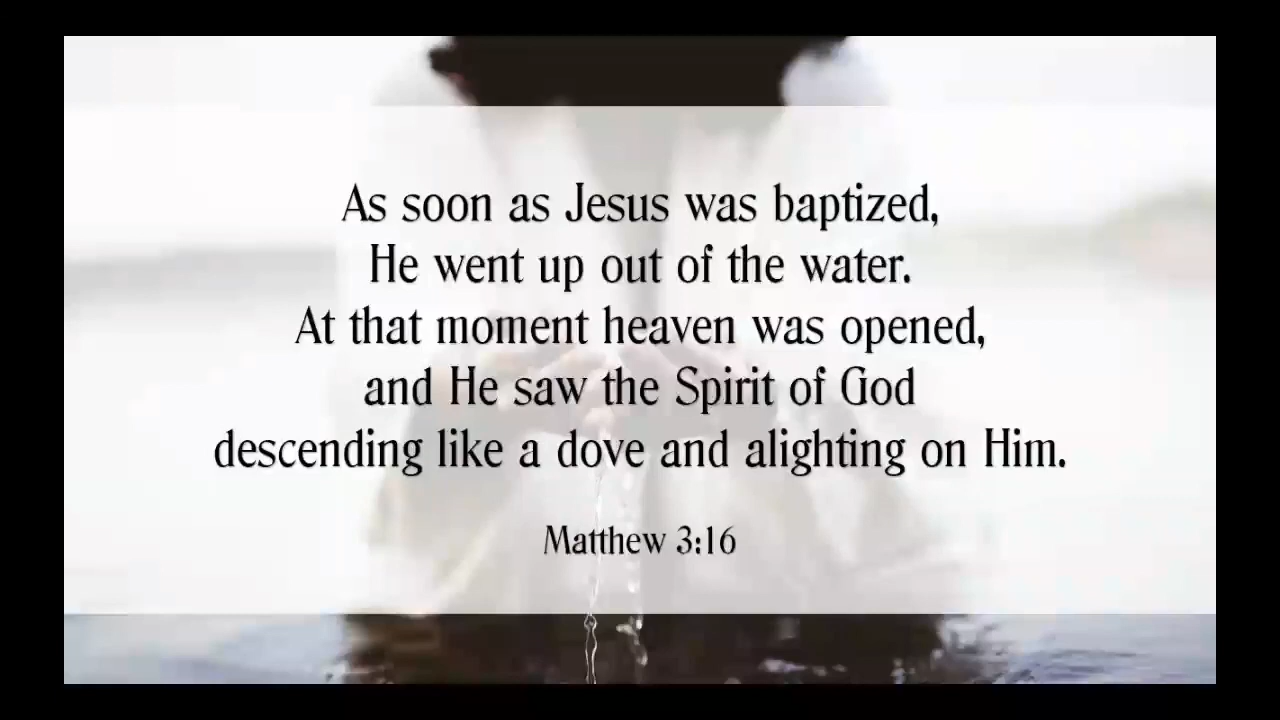 As soon as Jesus was baptized,
He went up out of the water.
At that moment heaven was opened,
and He saw the Spirit of God
descending like a dove and alighting on Him.
Matthew 3:16